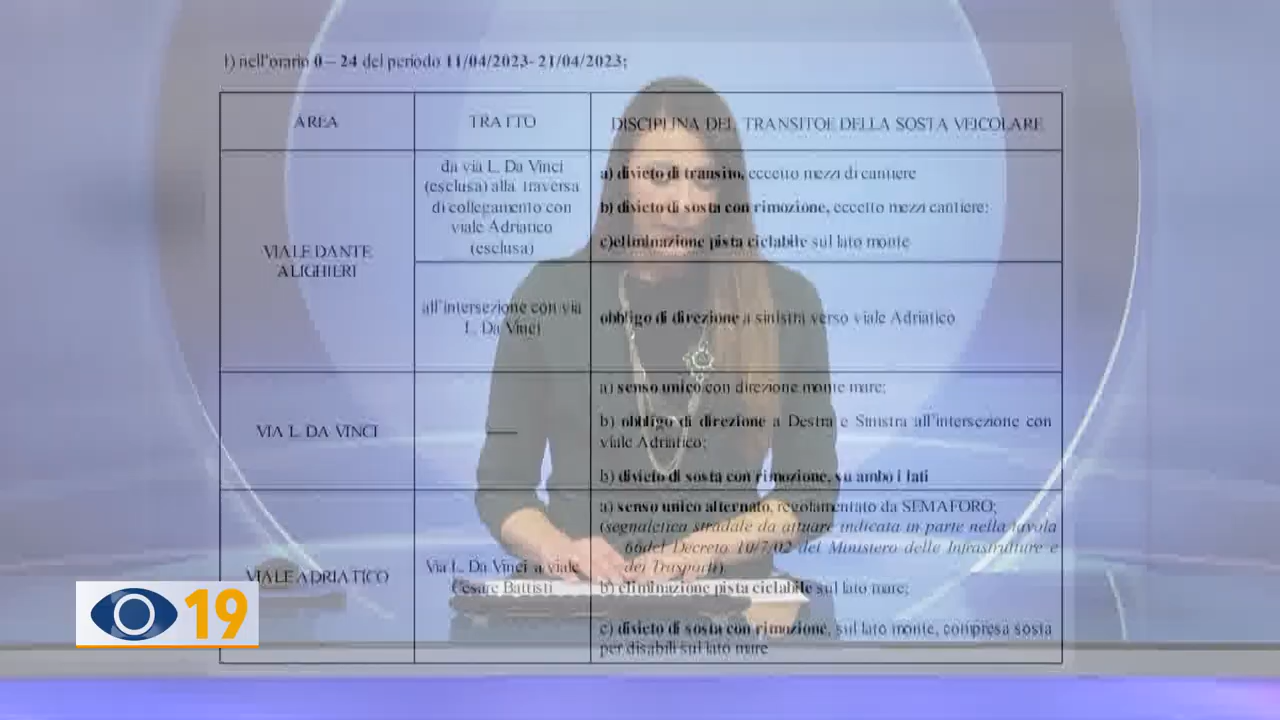 1) nell'orario 0 – 24 del periodo 11/04/2023- 21/04/2023;
AREA
TRATTO
DISCIPLINA DEL TRANSITOE DELLA SOSTA VEICOLARE
VIALE DANTE
ALIGHIERI
da via L. Da Vinci
(esclusa) alla traversa
di collegamento con
viale Adriatico
(esclusa)
a) divieto di transito, eccetto mezzi di cantiere
b) divieto di sosta con rimozione, eccetto mezzi cantiere;
c)eliminazione pista ciclabile sul lato monte
all'intersezione con via
L. Da Vinci
obbligo di direzione a sinistra verso viale Adriatico
VIA L. DA VINCI
-----
a) senso unico con direzione monte mare;
b) obbligo di direzione a Destra e Sinistra all'intersezione con
viale Adriatico;
b) divieto di sosta con rimozione, su ambo i lati
VIALE ADRIATICO
Via L. Da Vinci a viale
Cesare Battisti
a) senso unico alternato, regolamentato da SEMAFORO;
(segnaletica stradale da attuare indicata in parte nella tavola
66del Decreto 10/7/02 del Ministero delle Infrastrutture e
dei Trasporti).
b) eliminazione pista ciclabile sul lato mare;
c) divieto di sosta con rimozione, sul lato monte, compresa sosta
per disabili sul lato mare
19